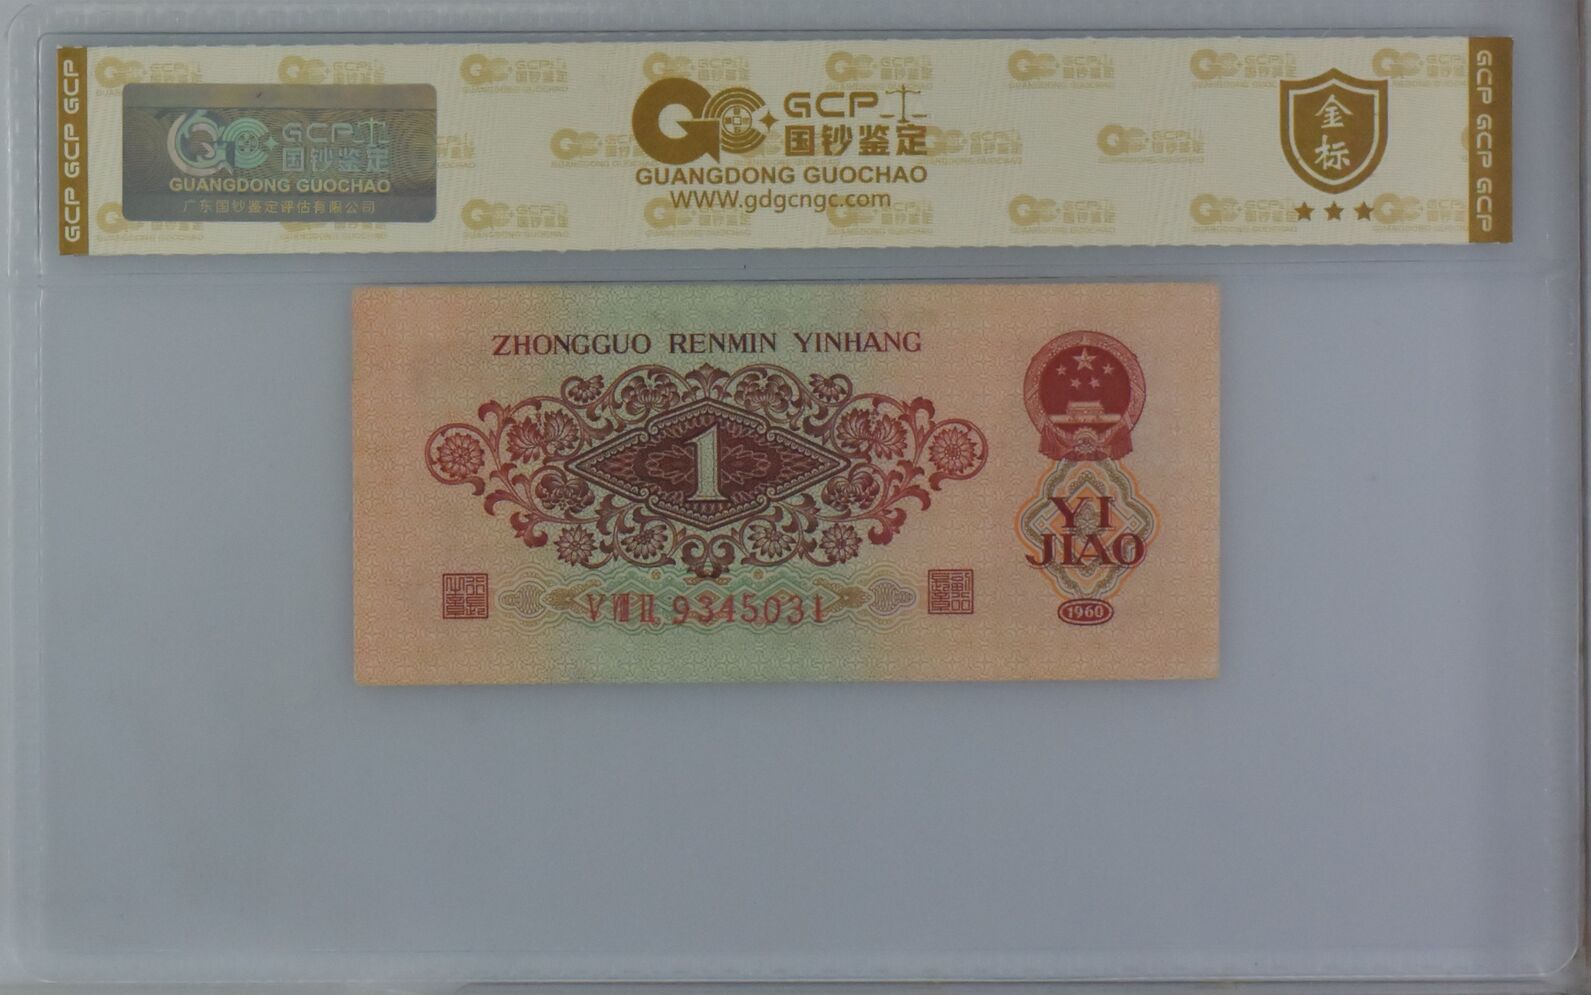 GCP GCP GCP
GCP 国钞鉴定
GUANGDONG GUOCHAO
广东国钞鉴定评估有限公司
GCP
国钞鉴定
GUANGDONG GUOCHAO
WWW.gdgcngc.com
金标
GCP GCP GCP
ZHONGGUO RENMIN YINHANG
1
YI
JIAO
V VIII II 9345031
1960